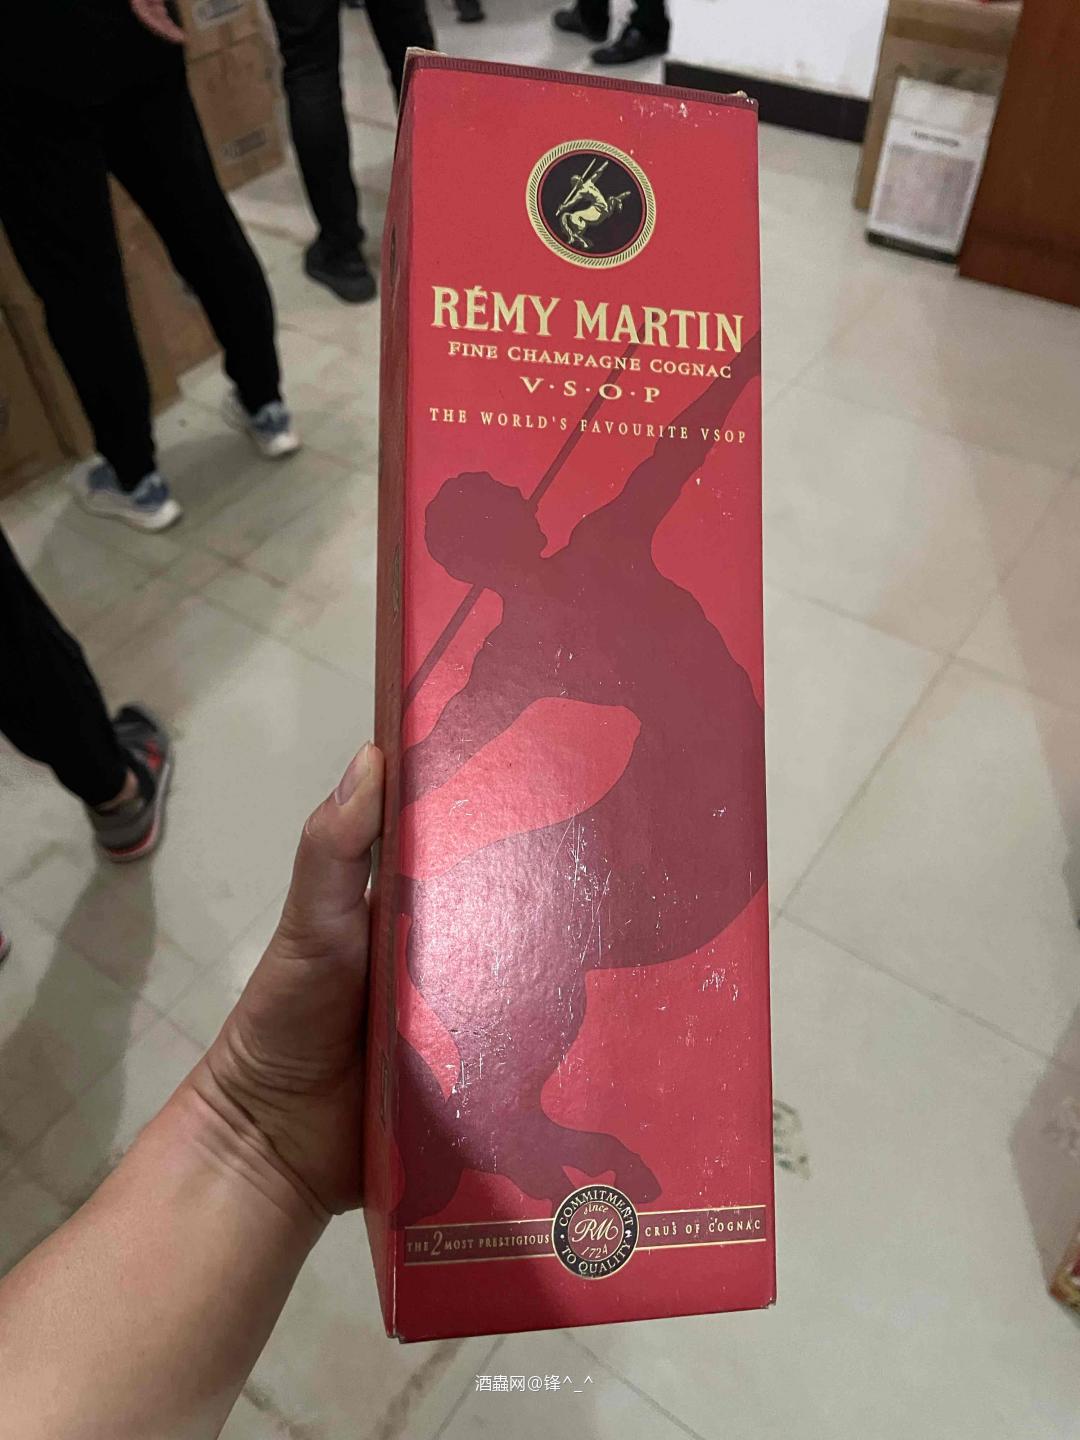 RÉMY MARTIN
FINE CHAMPAGNE COGNAC
V·S·O·P
THE WORLD'S FAVOURITE VSOP
COMMITMENT
since
THE 2 MOST PRESTIGIOUS RM CRUS OF COGNAC
1724
TO QUALITY
酒蟲网@锋^_^